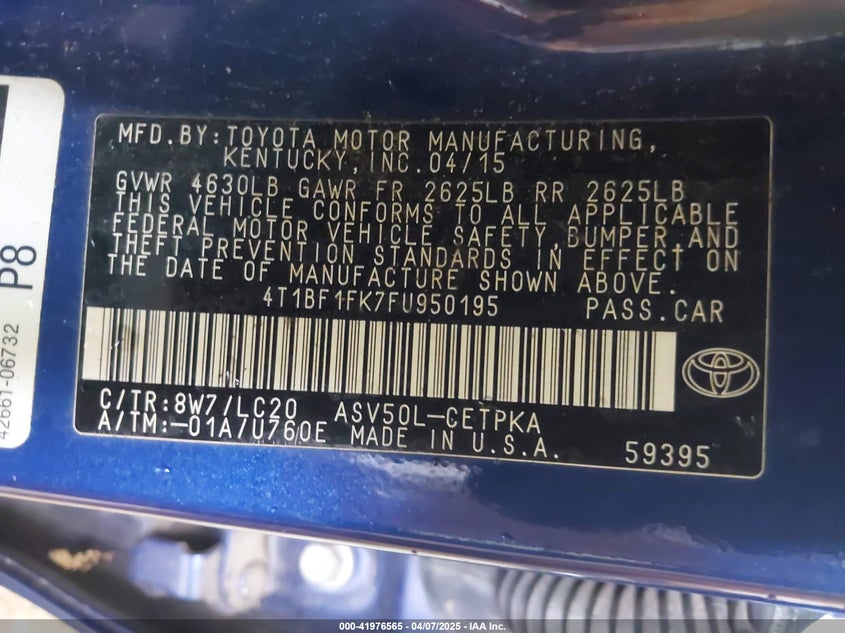 MFD.BY:TOYOTA MOTOR MANUFACTURING,
KENTUCKY,INC.04/15
GVWR 4630LB GAWR FR 2625LB RR 2625LB
THIS VEHICLE CONFORMS TO ALL APPLICABLE
FEDERAL MOTOR VEHICLE SAFETY,BUMPER,AND
THEFT PREVENTION STANDARDS IN EFFECT ON
THE DATE OF MANUFACTURE SHOWN ABOVE.
4T1BF1FK7FU950195 PASS.CAR
C/TR:8W7/LC20 ASV50L-CETPKA
A/TM:-01A/U760E MADE IN U.S.A.
59395
P8
42661-06732
000-41976565 - 04/07/2025 - IAA Inc.